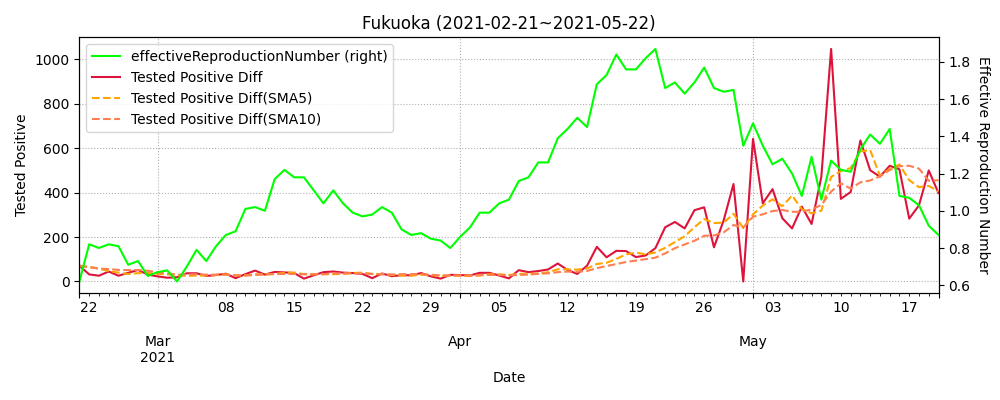 Fukuoka (2021-02-21~2021-05-22)
effectiveReproductionNumber (right)
Tested Positive Diff
Tested Positive Diff(SMA5)
Tested Positive Diff(SMA10)
Tested Positive
1000
800
600
400
200
0
Effective Reproduction Number
1.8
1.6
1.4
1.2
1.0
0.8
0.6
22 08 15 22 29 05 12 19 26 03 10 17
Mar Apr May
2021
Date